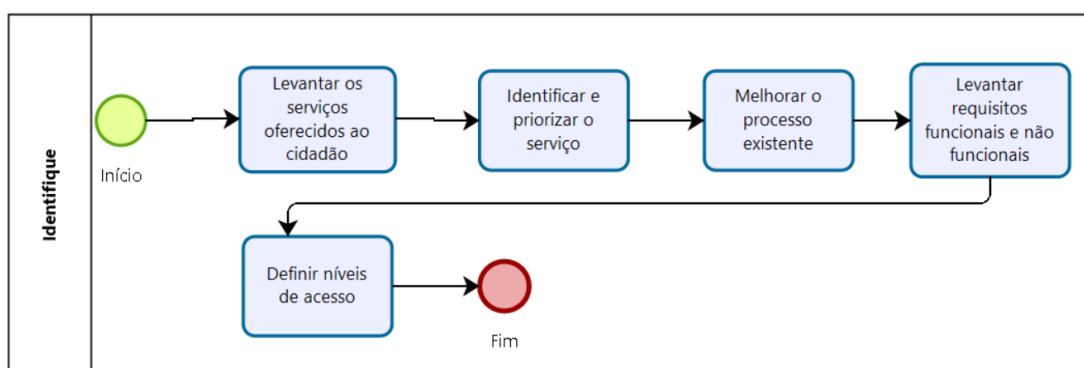 Identifique
Início
Levantar os
serviços
oferecidos ao
cidadão
Identificar e
priorizar o
serviço
Melhorar o
processo
existente
Levantar
requisitos
funcionais e não
funcionais
Definir níveis
de acesso
Fim